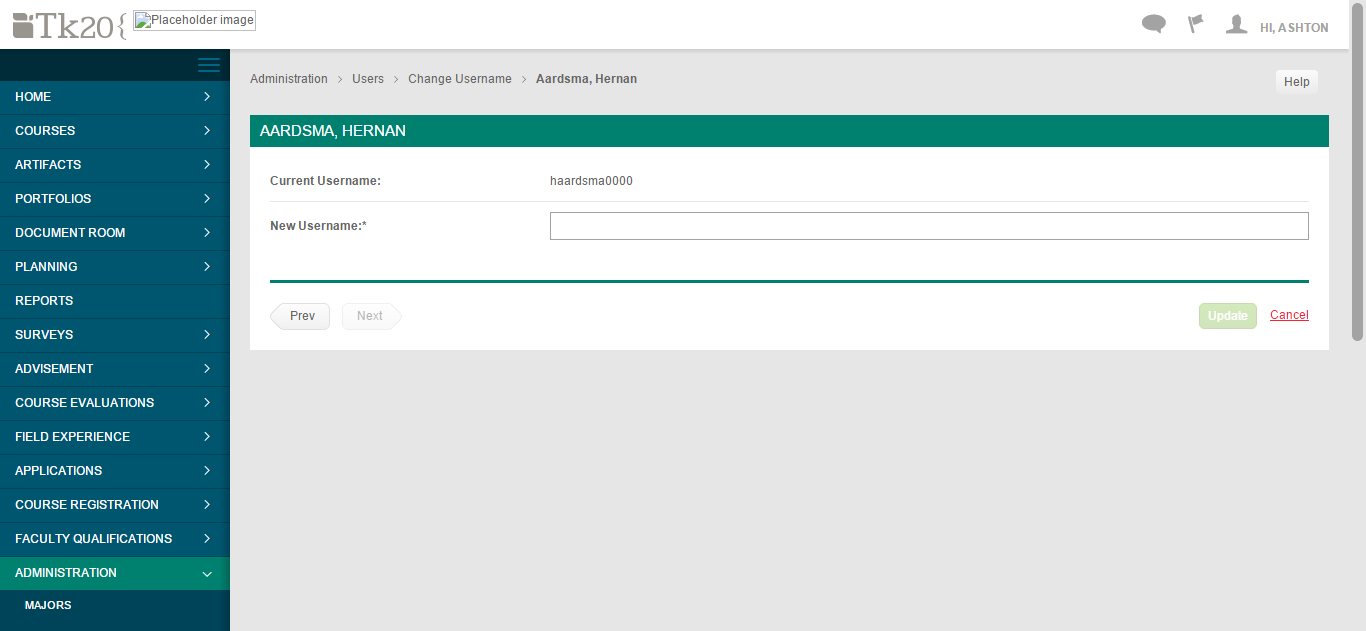 Tk20{ Placeholder image
HI, ASHTON
HOME
COURSES
ARTIFACTS
PORTFOLIOS
DOCUMENT ROOM
PLANNING
REPORTS
SURVEYS
ADVISEMENT
COURSE EVALUATIONS
FIELD EXPERIENCE
APPLICATIONS
COURSE REGISTRATION
FACULTY QUALIFICATIONS
ADMINISTRATION
MAJORS
Administration > Users > Change Username > Aardsma, Hernan
Help
AARDSMA, HERNAN
Current Username: haardsma0000
New Username:*
Prev Next Update Cancel